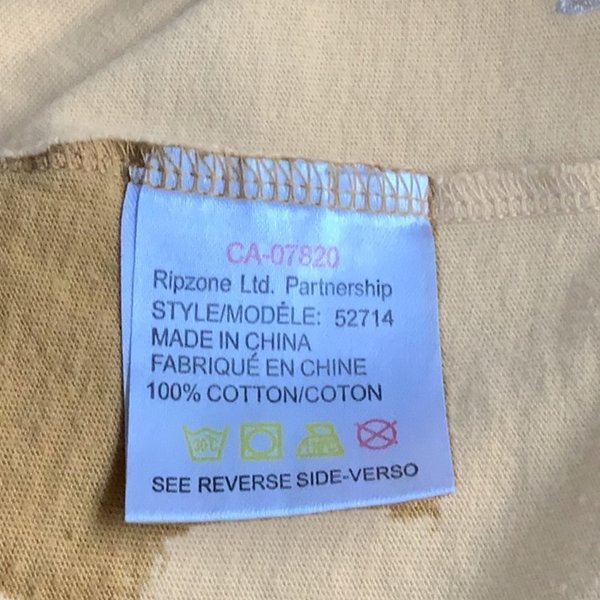 CA-07820
Ripzone Ltd. Partnership
STYLE/MODÈLE: 52714
MADE IN CHINA
FABRIQUÉ EN CHINE
100% COTTON/COTON
30°C
SEE REVERSE SIDE-VERSO